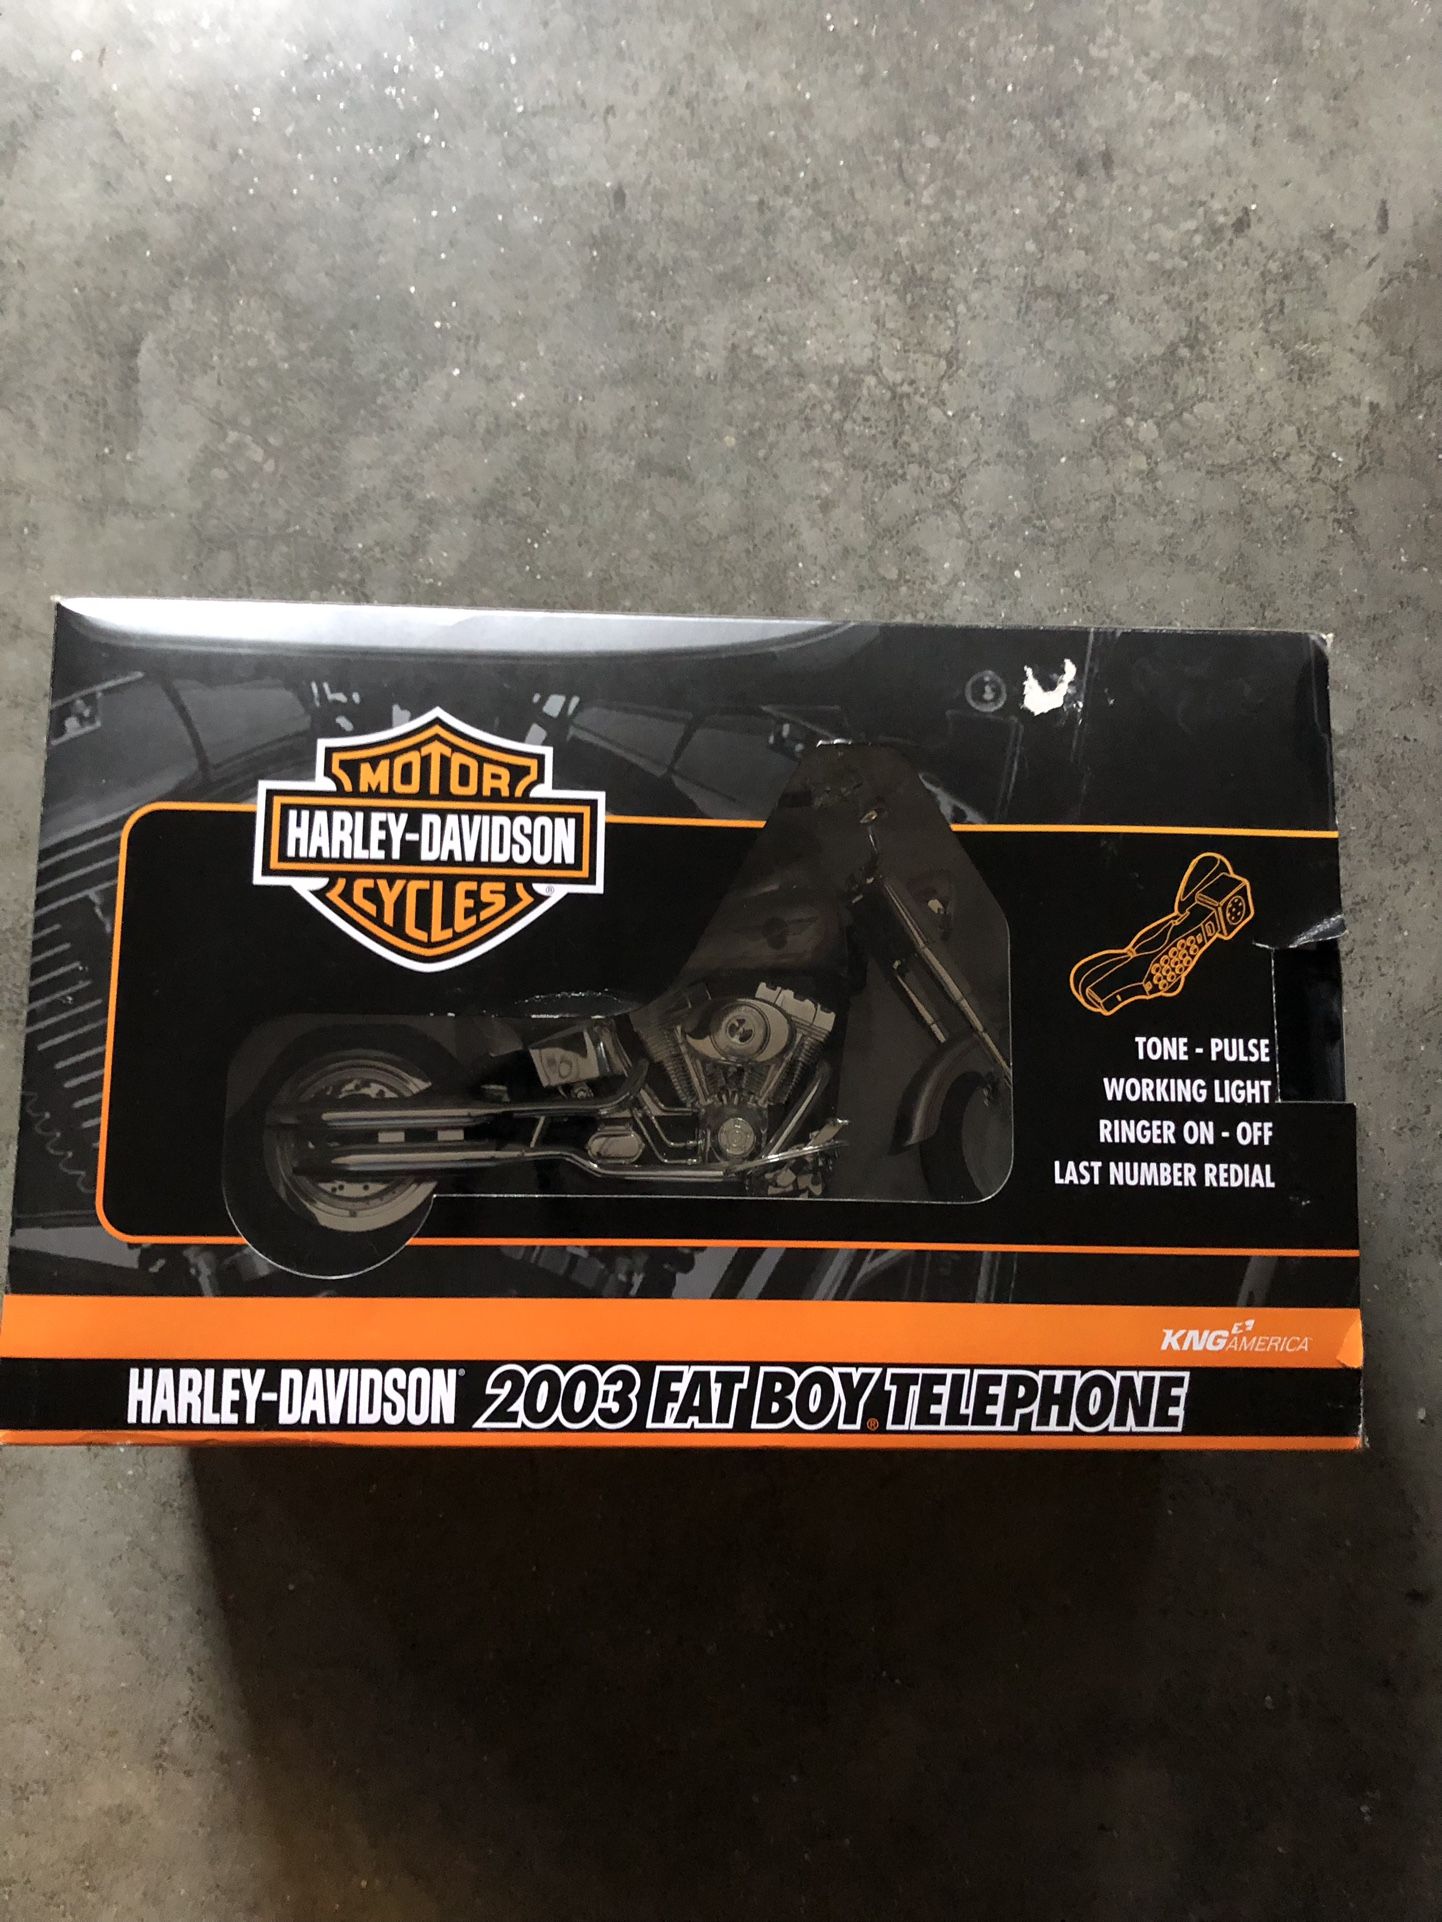 MOTOR
HARLEY-DAVIDSON
CYCLES®
TONE - PULSE
WORKING LIGHT
RINGER ON - OFF
LAST NUMBER REDIAL
KNG AMERICA
HARLEY-DAVIDSON® 2003 FAT BOY® TELEPHONE